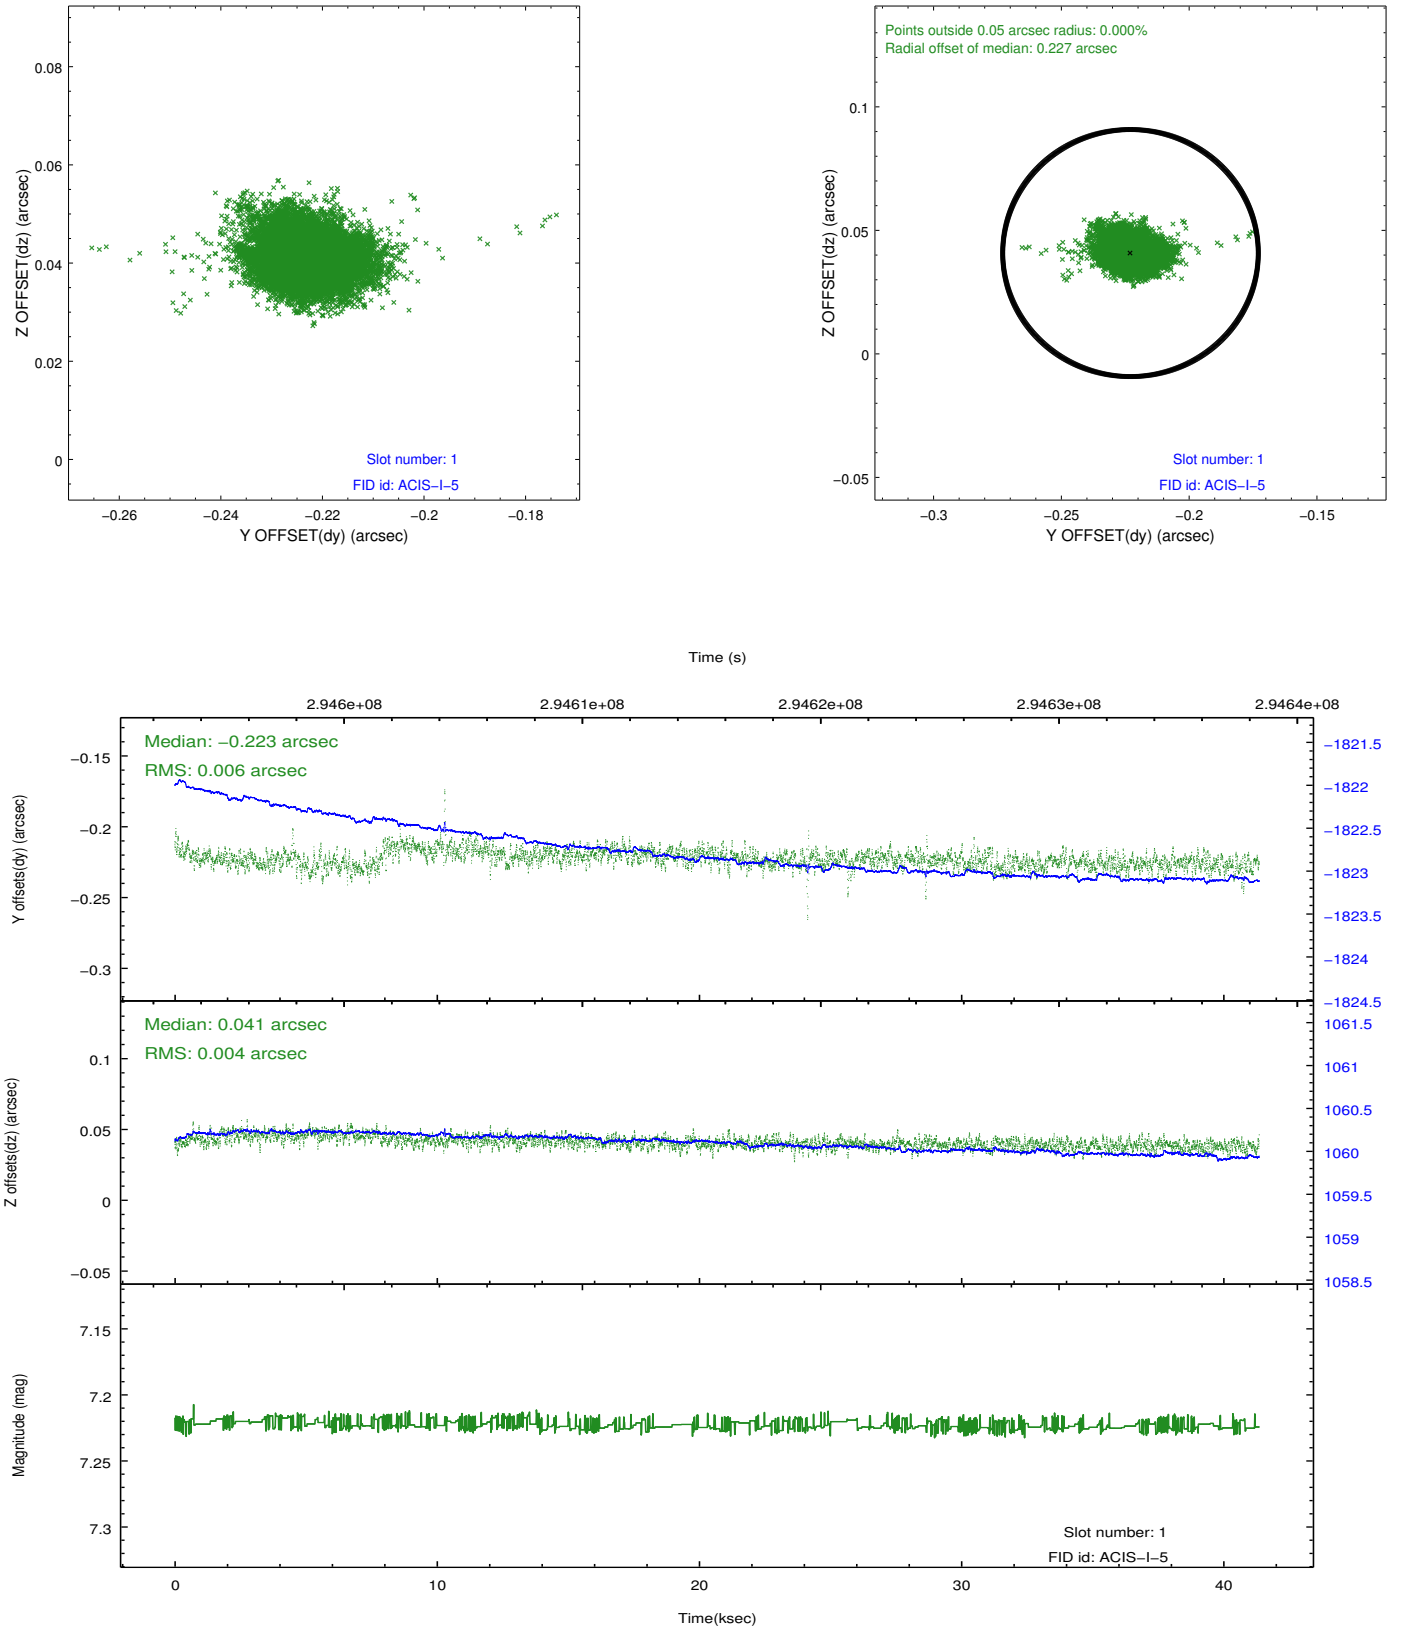 0.08
0.06
0.04
0.02
0
Z OFFSET(dz) (arcsec)
Slot number: 1
FID id: ACIS−I−5
−0.26
−0.24
−0.22
−0.2
−0.18
Y OFFSET(dy) (arcsec)
Points outside 0.05 arcsec radius: 0.000%
Radial offset of median: 0.227 arcsec
0.1
0.05
0
−0.05
Z OFFSET(dz) (arcsec)
Slot number: 1
FID id: ACIS−I−5
−0.3
−0.25
−0.2
−0.15
Y OFFSET(dy) (arcsec)
Time (s)
2.946e+08
2.9461e+08
2.9462e+08
2.9463e+08
2.9464e+08
Median: −0.223 arcsec
RMS: 0.006 arcsec
−0.15
−0.2
−0.25
−0.3
Y offsets(dy) (arcsec)
−1821.5
−1822
−1822.5
−1823
−1823.5
−1824
−1824.5
Median: 0.041 arcsec
RMS: 0.004 arcsec
0.1
0.05
0
−0.05
Z offsets(dz) (arcsec)
1061.5
1061
1060.5
1060
1059.5
1059
1058.5
7.15
7.2
7.25
7.3
Magnitude (mag)
Slot number: 1
FID id: ACIS−I−5
0
10
20
30
40
Time(ksec)